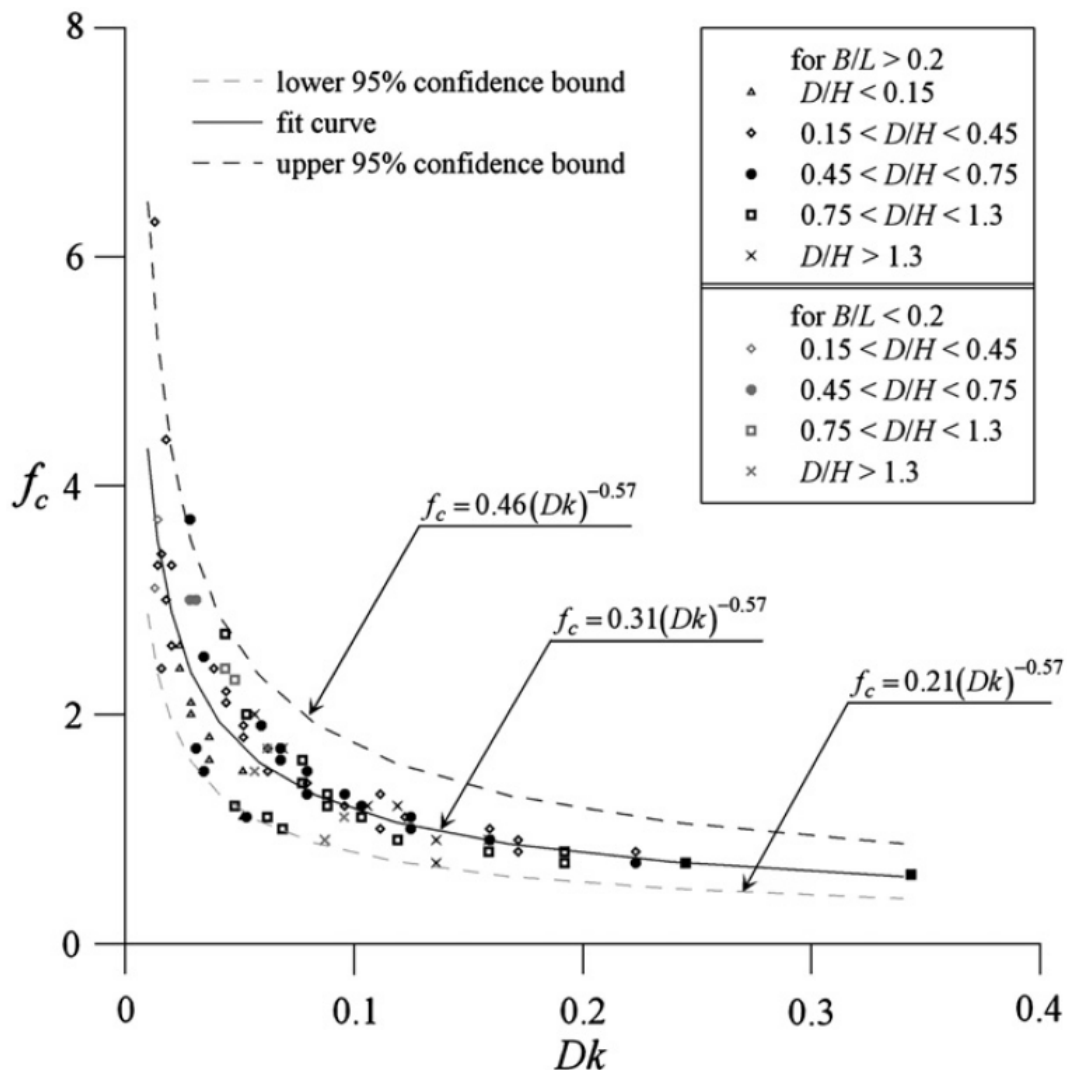 8
6
4
2
0
f_c
lower 95% confidence bound
fit curve
upper 95% confidence bound
for B/L > 0.2
D/H < 0.15
0.15 < D/H < 0.45
0.45 < D/H < 0.75
0.75 < D/H < 1.3
D/H > 1.3
for B/L < 0.2
0.15 < D/H < 0.45
0.45 < D/H < 0.75
0.75 < D/H < 1.3
D/H > 1.3
f_c = 0.46(Dk)^−0.57
f_c = 0.31(Dk)^−0.57
f_c = 0.21(Dk)^−0.57
0 0.1 0.2 0.3 0.4
Dk